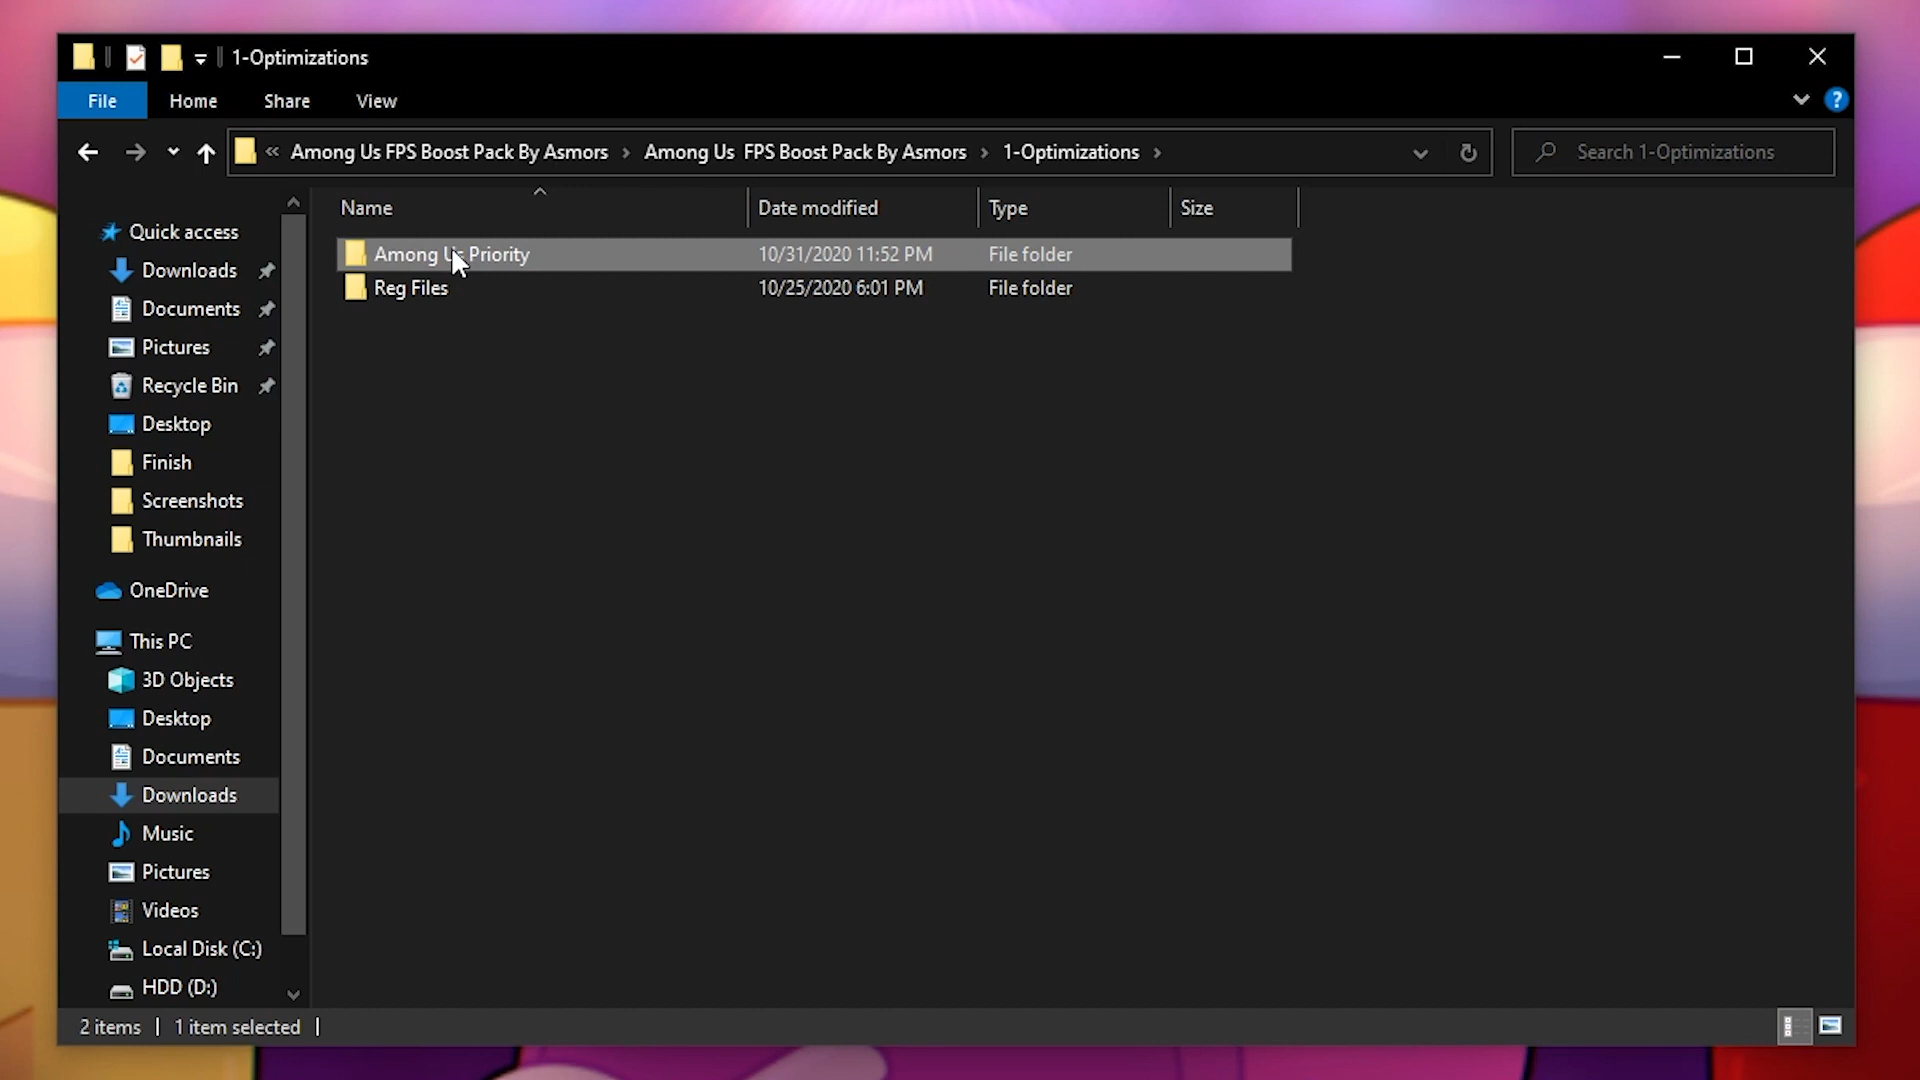 1-Optimizations
File Home Share View
?
« Among Us FPS Boost Pack By Asmors › Among Us  FPS Boost Pack By Asmors › 1-Optimizations ›
Search 1-Optimizations
Name Date modified Type Size
Among Us Priority 10/31/2020 11:52 PM File folder
Reg Files 10/25/2020 6:01 PM File folder
Quick access
Downloads
Documents
Pictures
Recycle Bin
Desktop
Finish
Screenshots
Thumbnails
OneDrive
This PC
3D Objects
Desktop
Documents
Downloads
Music
Pictures
Videos
Local Disk (C:)
HDD (D:)
2 items 1 item selected